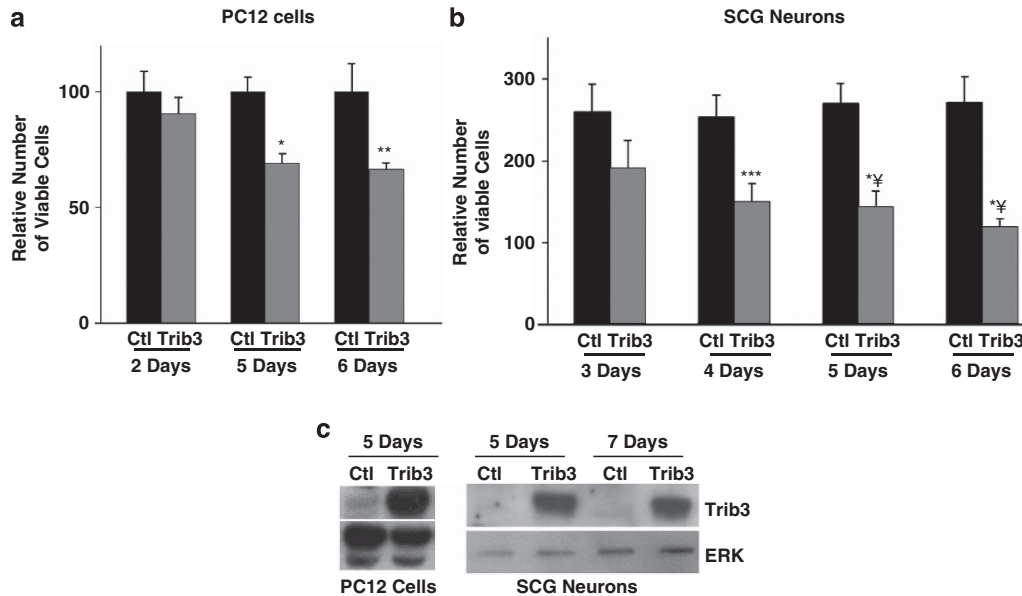 a
PC12 cells
Relative Number
of Viable Cells
100
50
0
*
**
Ctl Trib3 Ctl Trib3 Ctl Trib3
2 Days 5 Days 6 Days
b
SCG Neurons
Relative Number
of viable Cells
300
200
100
0
***
*¥
*¥
Ctl Trib3 Ctl Trib3 Ctl Trib3 Ctl Trib3
3 Days 4 Days 5 Days 6 Days
c
5 Days 5 Days 7 Days
Ctl Trib3 Ctl Trib3 Ctl Trib3
Trib3
ERK
PC12 Cells SCG Neurons